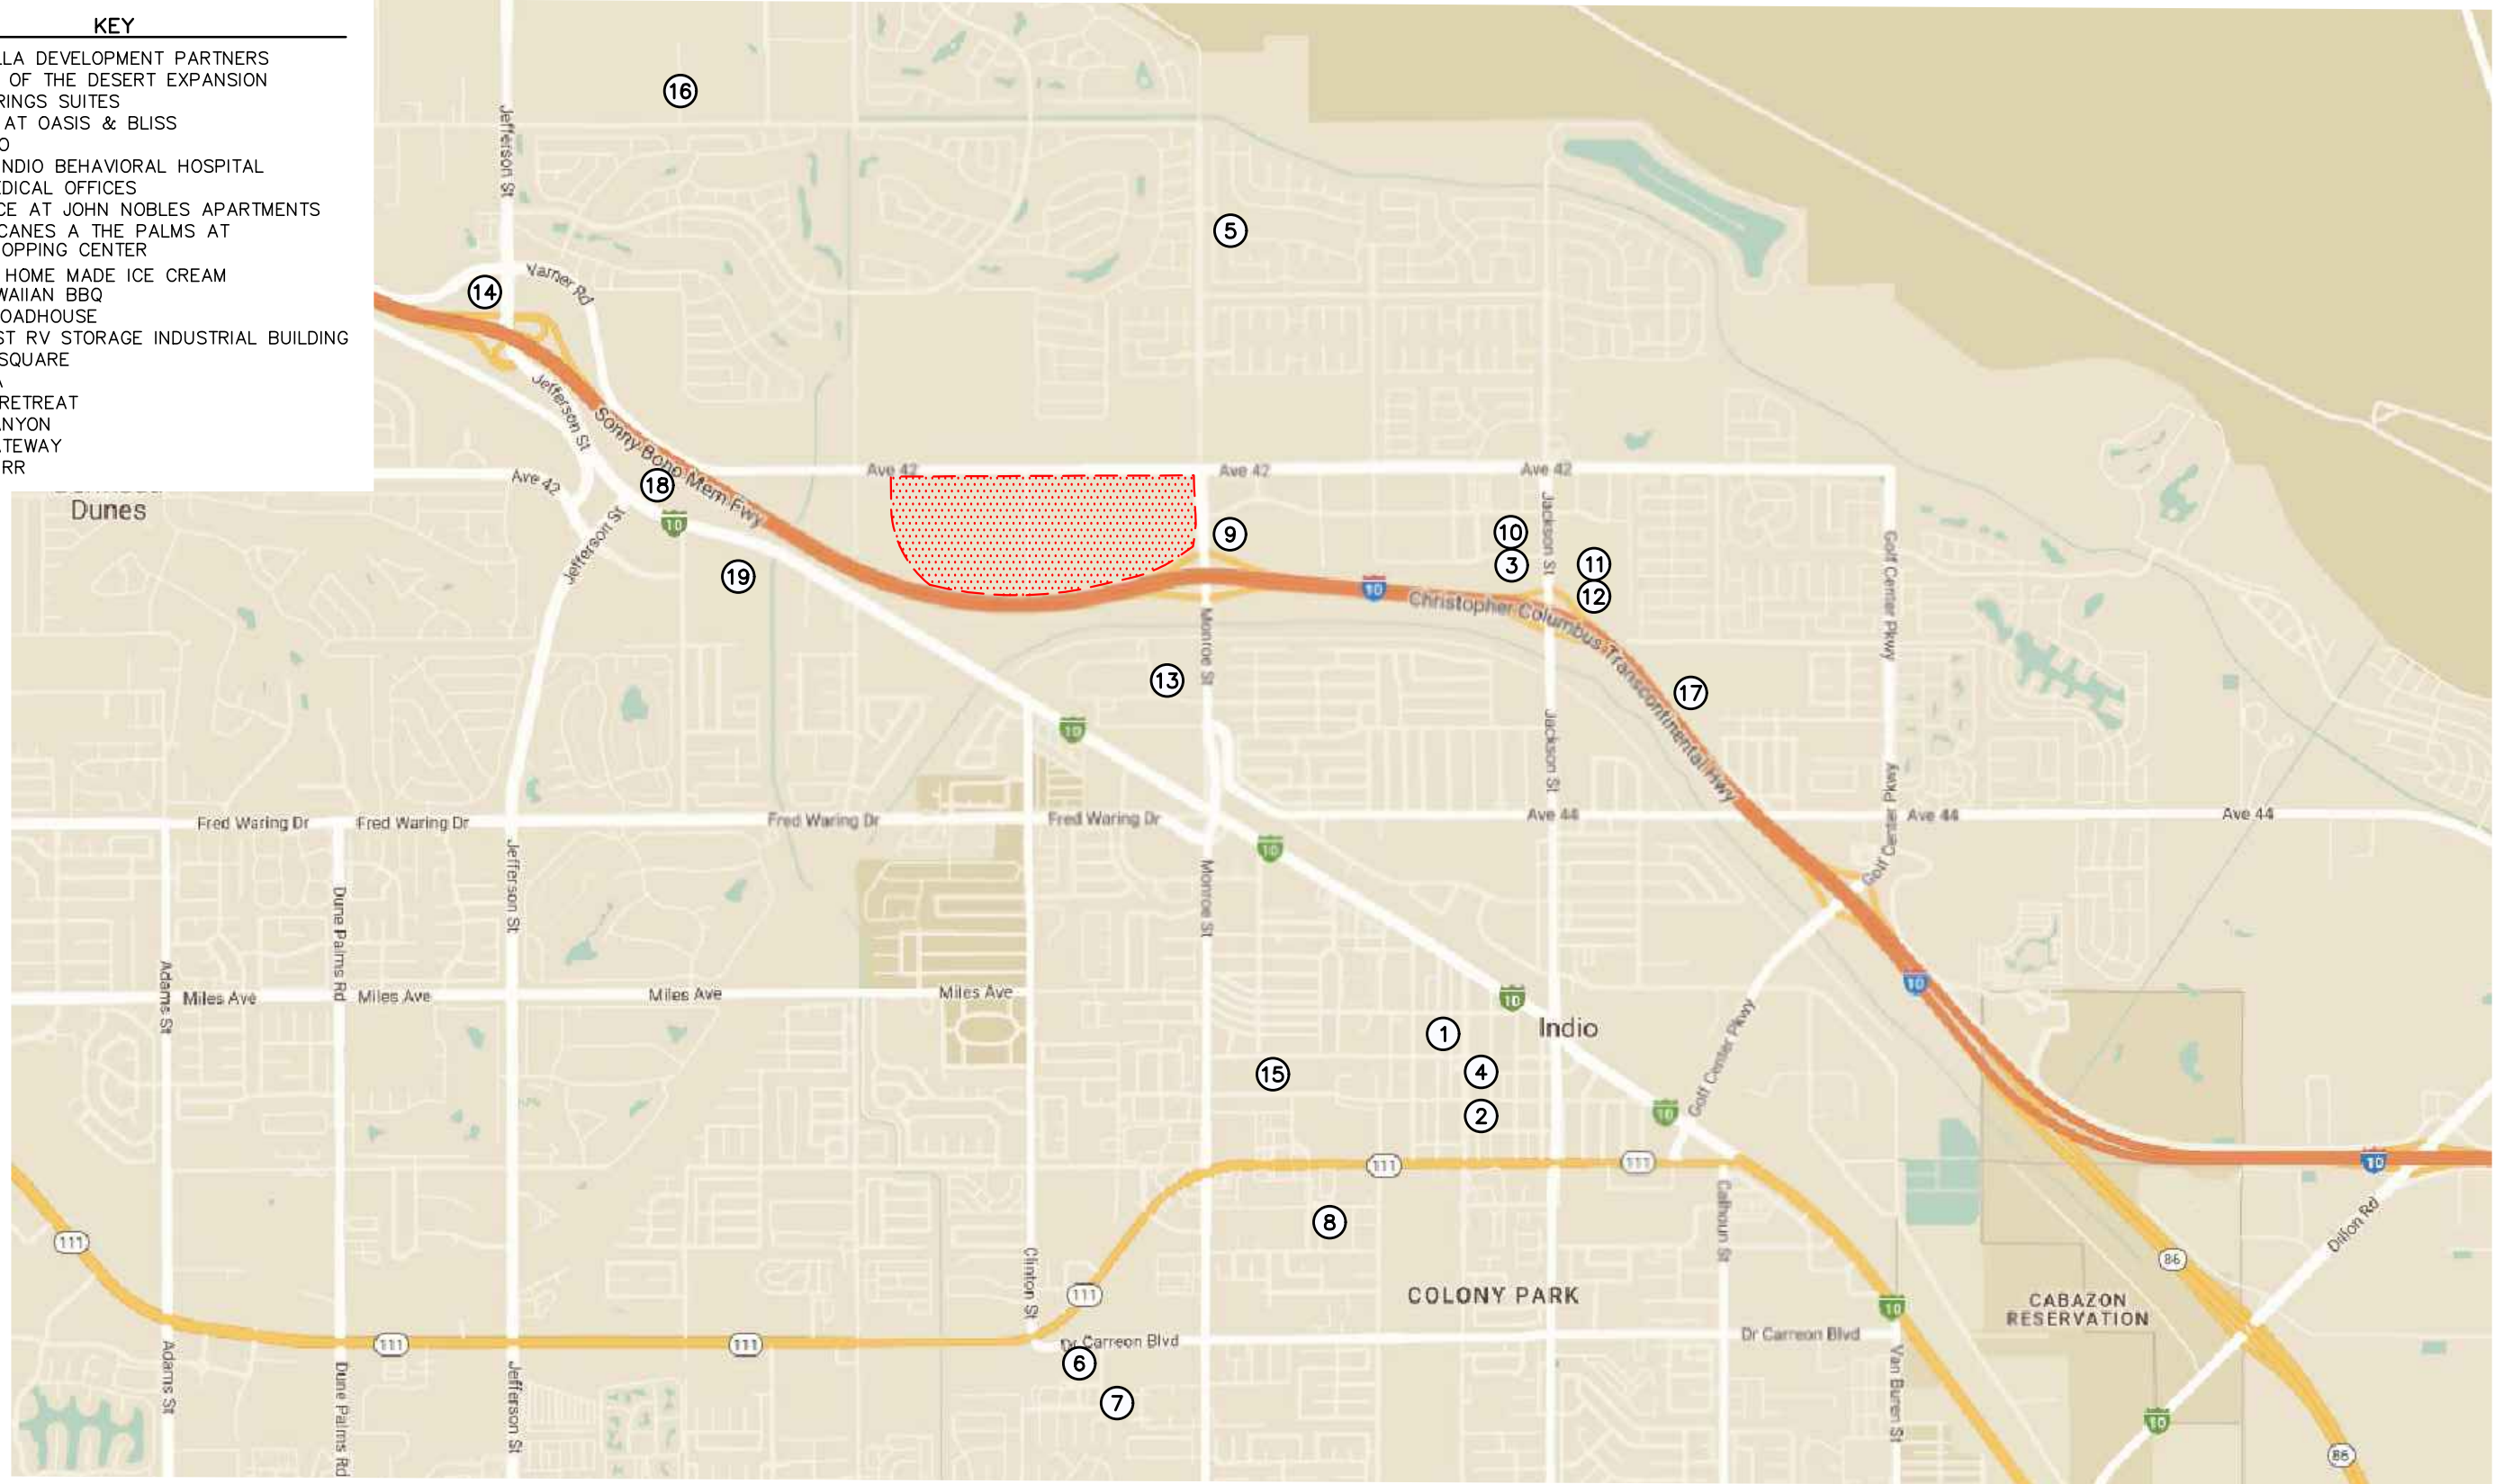 KEY
LLA DEVELOPMENT PARTNERS
OF THE DESERT EXPANSION
RINGS SUITES
AT OASIS & BLISS
O
INDIO BEHAVIORAL HOSPITAL
EDICAL OFFICES
CE AT JOHN NOBLES APARTMENTS
CANES A THE PALMS AT
OPPING CENTER
HOME MADE ICE CREAM
WAIIAN BBQ
OADHOUSE
ST RV STORAGE INDUSTRIAL BUILDING
SQUARE
A
RETREAT
ANYON
ATEWAY
RR
16
Jefferson St
5
Varner Rd
14
Jefferson St
Sonny Bono Mem Fwy
Ave 42
Ave 42
Ave 42
Ave 42
18
10
Dunes
Jefferson St
19
9
10
3
Jackson St
11
12
10
Christopher Columbus Transcontinental Hwy
Golf Center Pkwy
Monroe St
13
17
10
Jackson St
Golf Center Pkwy
Fred Waring Dr
Fred Waring Dr
Fred Waring Dr
Fred Waring Dr
Ave 44
Ave 44
Ave 44
10
Jefferson St
Dune Palms Rd
Monroe St
Golf Center Pkwy
Adams St
Miles Ave
Miles Ave
Miles Ave
Miles Ave
10
10
1
Indio
15
4
2
10
Golf Center Pkwy
111
111
10
8
Calhoun St
Dillon Rd
111
Clinton St
111
COLONY PARK
86
CABAZON
RESERVATION
10
111
111
Dr Carreon Blvd
Dr Carreon Blvd
6
7
Adams St
Dune Palms Rd
Jefferson St
Van Buren St
10
86